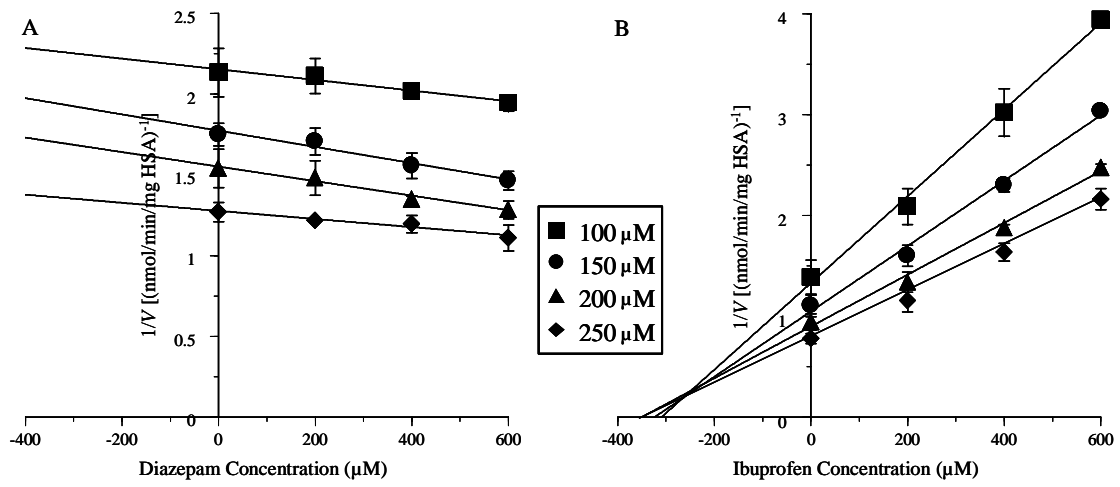 A
2.5
2
1.5
1
0.5
0
-400
-200
0
200
400
600
1/V [(nmol/min/mg HSA)⁻¹]
Diazepam Concentration (µM)
100 µM
150 µM
200 µM
250 µM
B
4
3
2
1
0
-400
-200
0
200
400
600
1/V [(nmol/min/mg HSA)⁻¹]
Ibuprofen Concentration (µM)